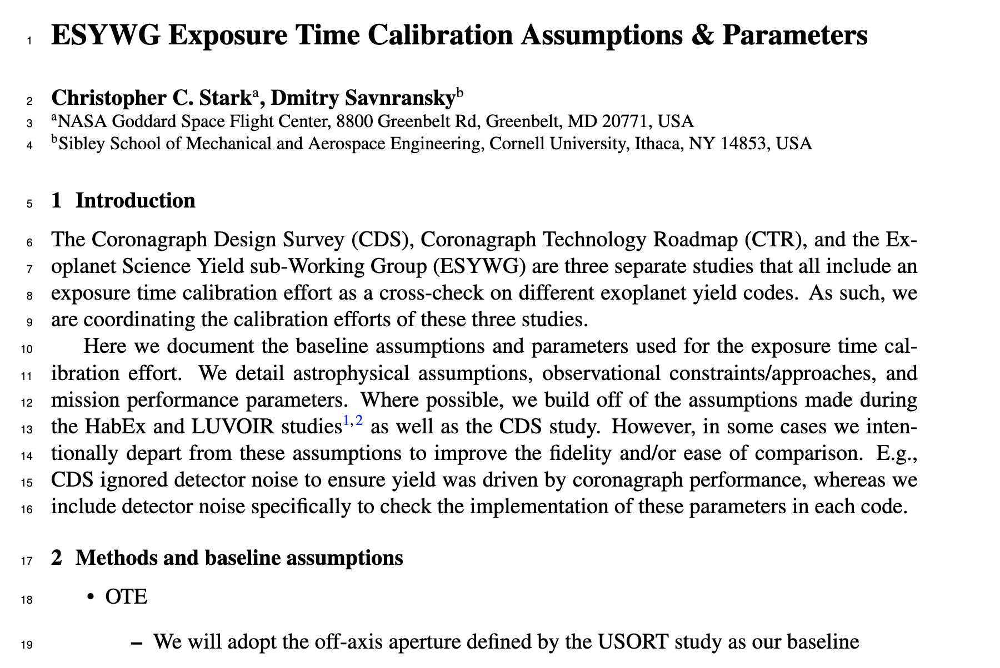 1 ESYWG Exposure Time Calibration Assumptions & Parameters
2 Christopher C. Starkᵃ, Dmitry Savnranskyᵇ
3 ᵃNASA Goddard Space Flight Center, 8800 Greenbelt Rd, Greenbelt, MD 20771, USA
4 ᵇSibley School of Mechanical and Aerospace Engineering, Cornell University, Ithaca, NY 14853, USA
5 1 Introduction
6 The Coronagraph Design Survey (CDS), Coronagraph Technology Roadmap (CTR), and the Ex-
7 oplanet Science Yield sub-Working Group (ESYWG) are three separate studies that all include an
8 exposure time calibration effort as a cross-check on different exoplanet yield codes. As such, we
9 are coordinating the calibration efforts of these three studies.
10 Here we document the baseline assumptions and parameters used for the exposure time cal-
11 ibration effort. We detail astrophysical assumptions, observational constraints/approaches, and
12 mission performance parameters. Where possible, we build off of the assumptions made during
13 the HabEx and LUVOIR studies¹,² as well as the CDS study. However, in some cases we inten-
14 tionally depart from these assumptions to improve the fidelity and/or ease of comparison. E.g.,
15 CDS ignored detector noise to ensure yield was driven by coronagraph performance, whereas we
16 include detector noise specifically to check the implementation of these parameters in each code.
17 2 Methods and baseline assumptions
18 • OTE
19 – We will adopt the off-axis aperture defined by the USORT study as our baseline